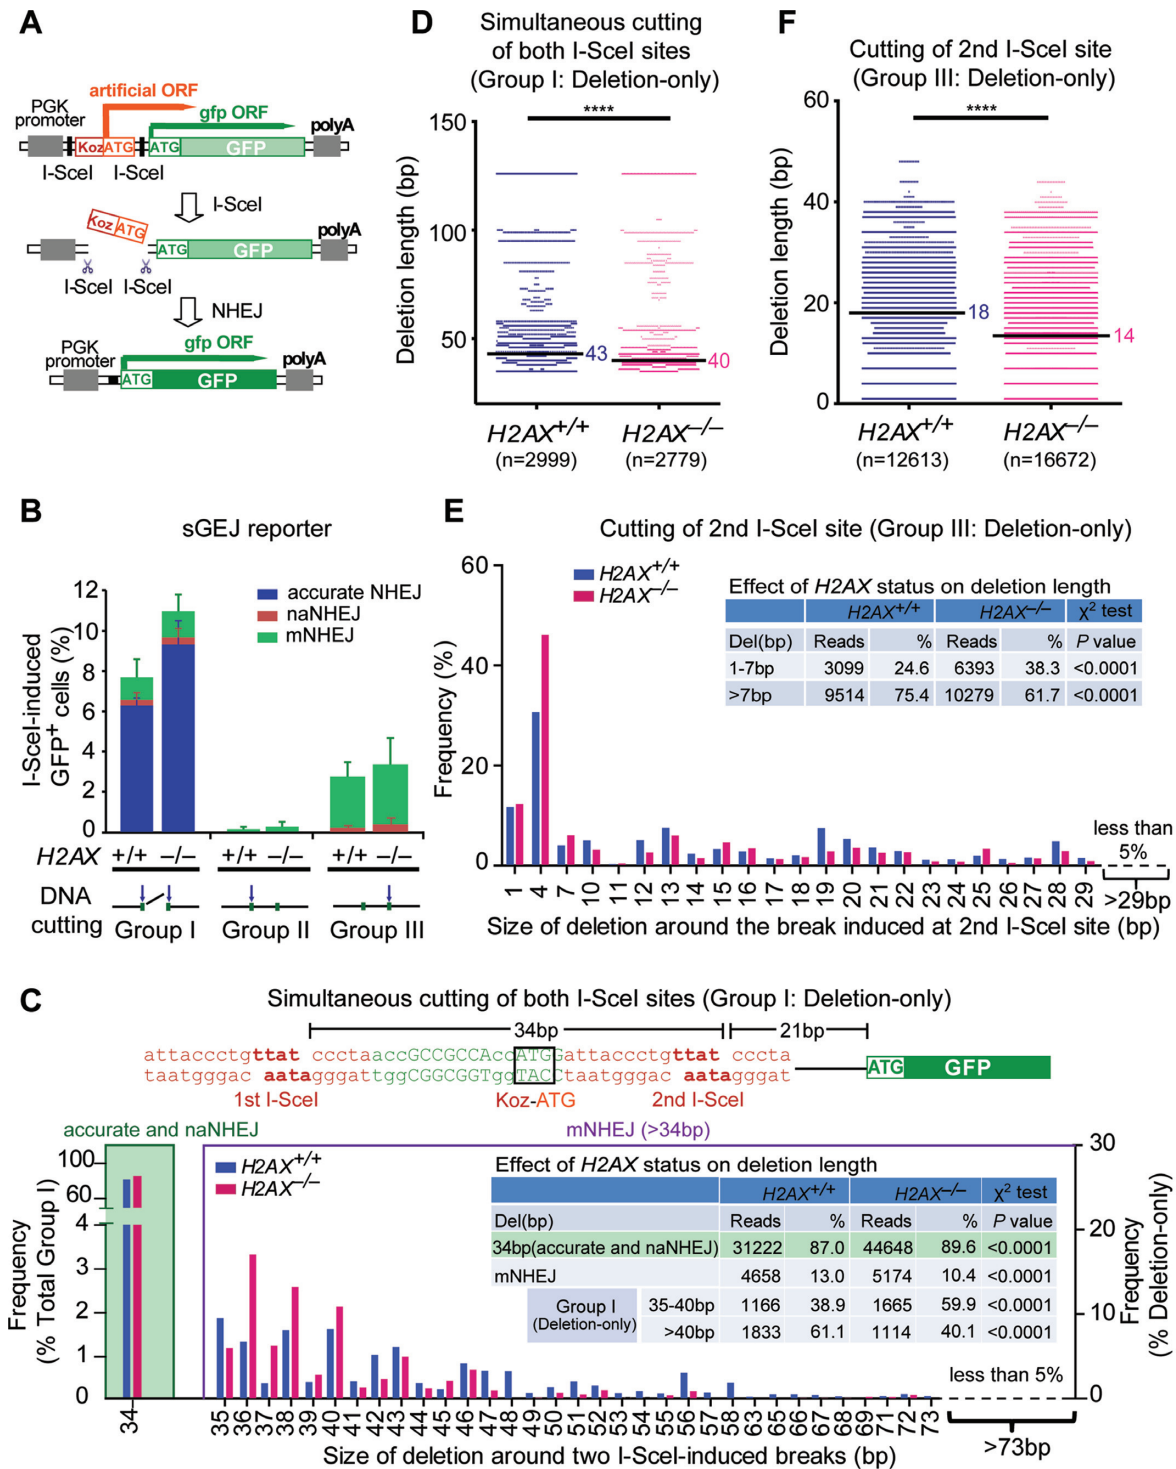 A
artificial ORF
PGK
promoter
gfp ORF
polyA
KozATG
ATG
GFP
I-SceI
I-SceI
I-SceI
Koz ATG
ATG
GFP
polyA
I-SceI
I-SceI
NHEJ
PGK
promoter
gfp ORF
polyA
ATG
GFP
D
Simultaneous cutting
of both I-SceI sites
(Group I: Deletion-only)
Deletion length (bp)
150
100
50
****
43
40
H2AX+/+
H2AX−/−
(n=2999)
(n=2779)
F
Cutting of 2nd I-SceI site
(Group III: Deletion-only)
Deletion length (bp)
60
40
20
0
****
18
14
H2AX+/+
H2AX−/−
(n=12613)
(n=16672)
B
sGEJ reporter
I-SceI-induced
GFP+ cells (%)
12
10
8
6
4
2
0
accurate NHEJ
naNHEJ
mNHEJ
H2AX +/+ −/− +/+ −/− +/+ −/−
DNA
cutting
Group I
Group II
Group III
E
Cutting of 2nd I-SceI site (Group III: Deletion-only)
Frequency (%)
60
40
20
0
H2AX+/+
H2AX−/−
Effect of H2AX status on deletion length
H2AX+/+ H2AX−/− χ2 test
Del(bp) Reads % Reads % P value
1-7bp 3099 24.6 6393 38.3 <0.0001
>7bp 9514 75.4 10279 61.7 <0.0001
less than
5%
1 4 7 10 11 12 13 14 15 16 17 18 19 20 21 22 23 24 25 26 27 28 29
>29bp
Size of deletion around the break induced at 2nd I-SceI site (bp)
C
Simultaneous cutting of both I-SceI sites (Group I: Deletion-only)
34bp
21bp
attaccctgttat ccctaaccGCCGCCAccATGGattaccctgttat cccta
taatgggac aatagggattggCGGCGGTggTACCtaatgggac aatagggat
ATG
GFP
1st I-SceI
Koz-ATG
2nd I-SceI
accurate and naNHEJ
mNHEJ (>34bp)
Frequency
(% Total Group I)
100
60
4
3
2
1
0
H2AX+/+
H2AX−/−
Effect of H2AX status on deletion length
H2AX+/+ H2AX−/− χ2 test
Del(bp) Reads % Reads % P value
34bp(accurate and naNHEJ) 31222 87.0 44648 89.6 <0.0001
mNHEJ 4658 13.0 5174 10.4 <0.0001
Group I
(Deletion-only)
35-40bp 1166 38.9 1665 59.9 <0.0001
>40bp 1833 61.1 1114 40.1 <0.0001
less than 5%
30
20
10
0
Frequency
(% Deletion-only)
34
35 36 37 38 39 40 41 42 43 44 45 46 47 48 49 50 51 52 53 54 55 56 57 58 63 65 66 67 68 69 71 72 73
>73bp
Size of deletion around two I-SceI-induced breaks (bp)